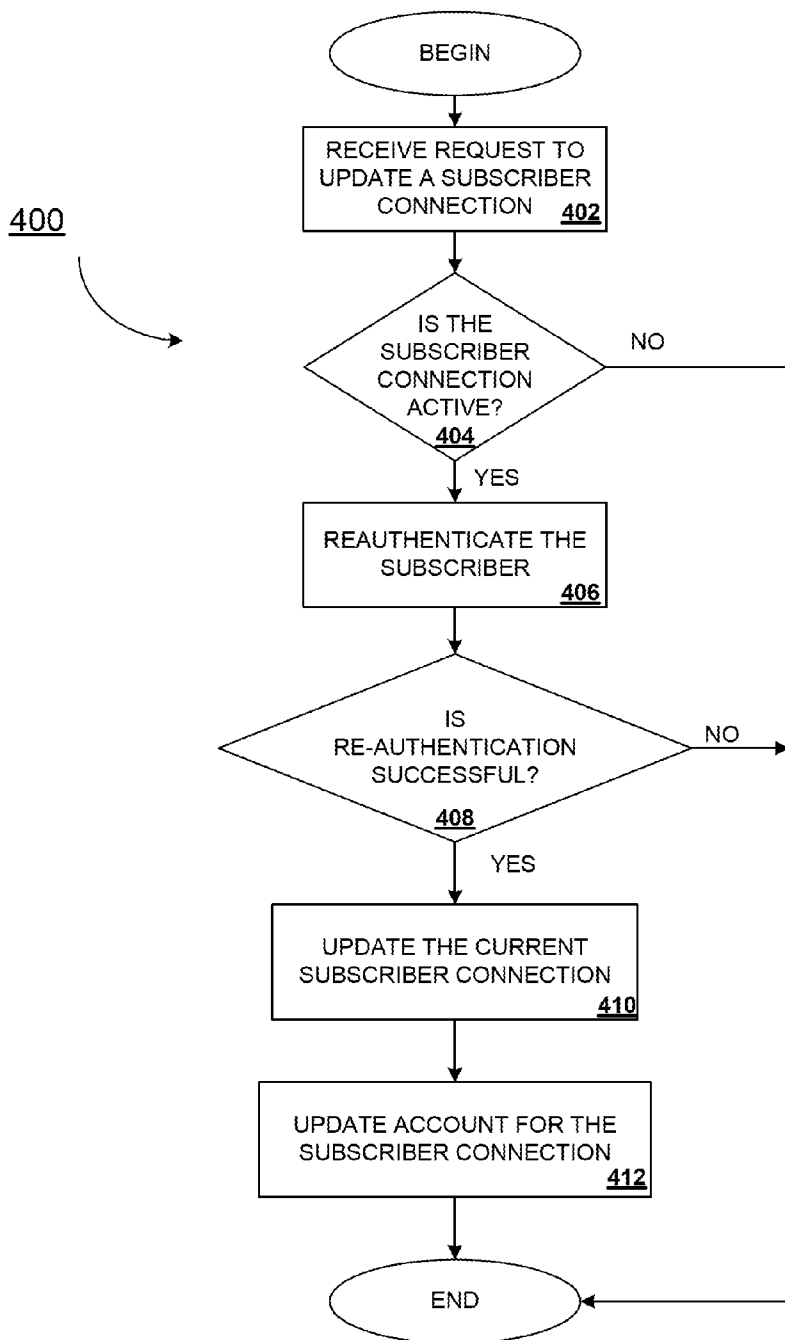 BEGIN
RECEIVE REQUEST TO
UPDATE A SUBSCRIBER
CONNECTION
402
400
IS THE
SUBSCRIBER
CONNECTION
ACTIVE?
404
NO
YES
REAUTHENTICATE THE
SUBSCRIBER
406
IS
RE-AUTHENTICATION
SUCCESSFUL?
408
NO
YES
UPDATE THE CURRENT
SUBSCRIBER CONNECTION
410
UPDATE ACCOUNT FOR THE
SUBSCRIBER CONNECTION
412
END